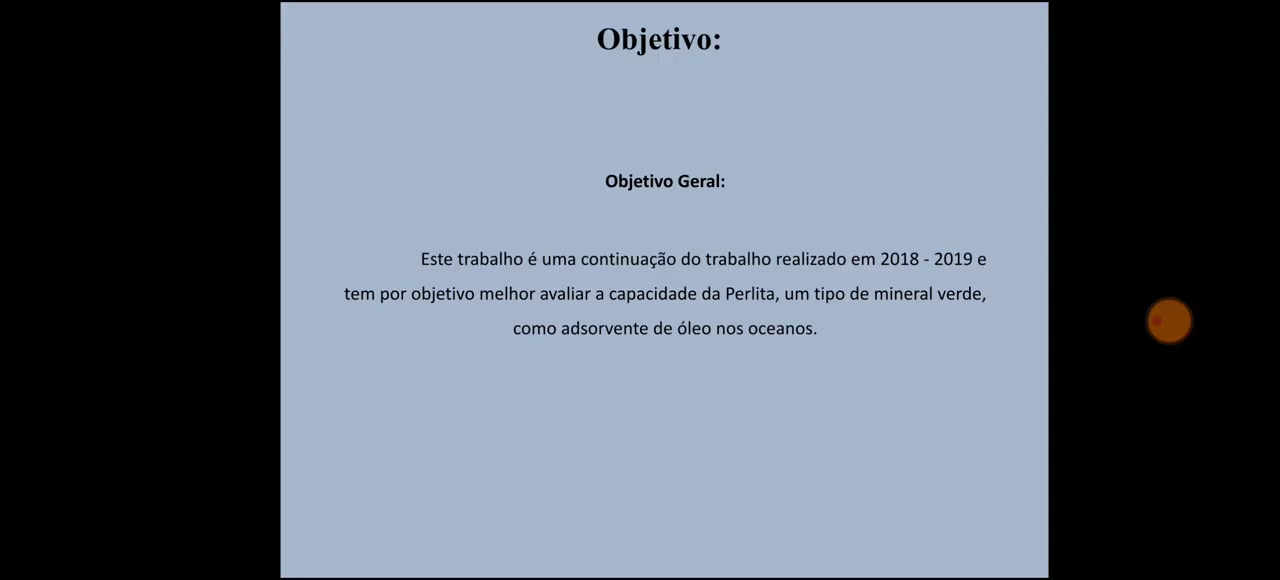 Objetivo:
Objetivo Geral:
Este trabalho é uma continuação do trabalho realizado em 2018 - 2019 e
tem por objetivo melhor avaliar a capacidade da Perlita, um tipo de mineral verde,
como adsorvente de óleo nos oceanos.